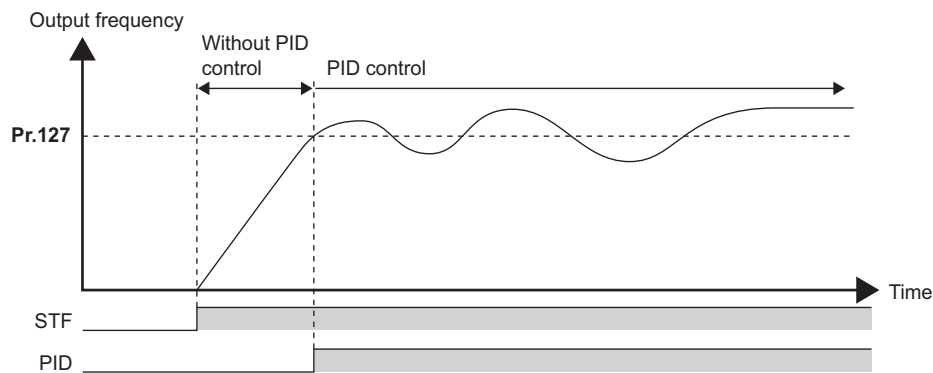 Output frequency
Without PID
control
PID control
Pr.127
Time
STF
PID